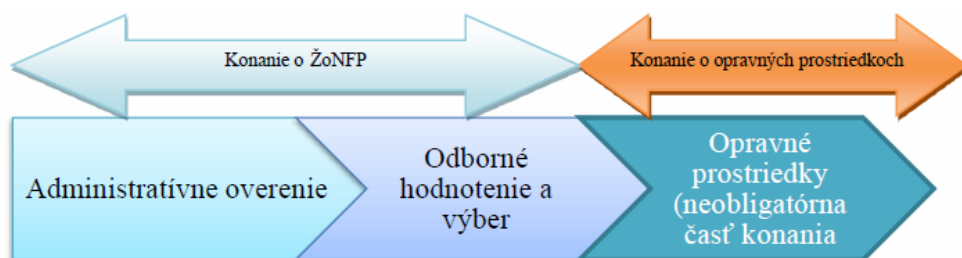 Konanie o ŽoNFP
Konanie o opravných prostriedkoch
Administratívne overenie
Odborné
hodnotenie a
výber
Opravné
prostriedky
(neobligatórna
časť konania